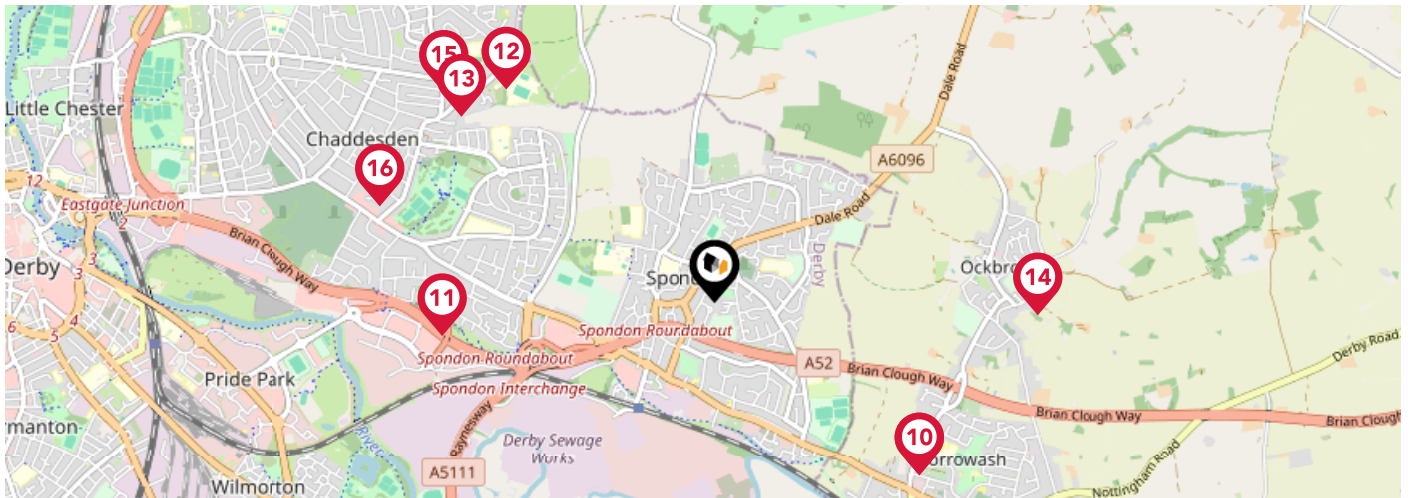 15
12
13
Little Chester
Chaddesden
16
Dale Road
A6096
12
Eastgate Junction
2
Brian Clough Way
3
3
Derby
Dale Road
Derby
Spon
Ockbro
14
11
6
5
4
Spondon Roundabout
Spondon Roundabout
Derby Road
A52
Brian Clough Way
Pride Park
Spondon Interchange
Brian Clough Way
Brian Clough
rmanton
Raynesway
River
Derby Sewage
Works
10
orrowash
A5111
Nottingham Road
Wilmorton